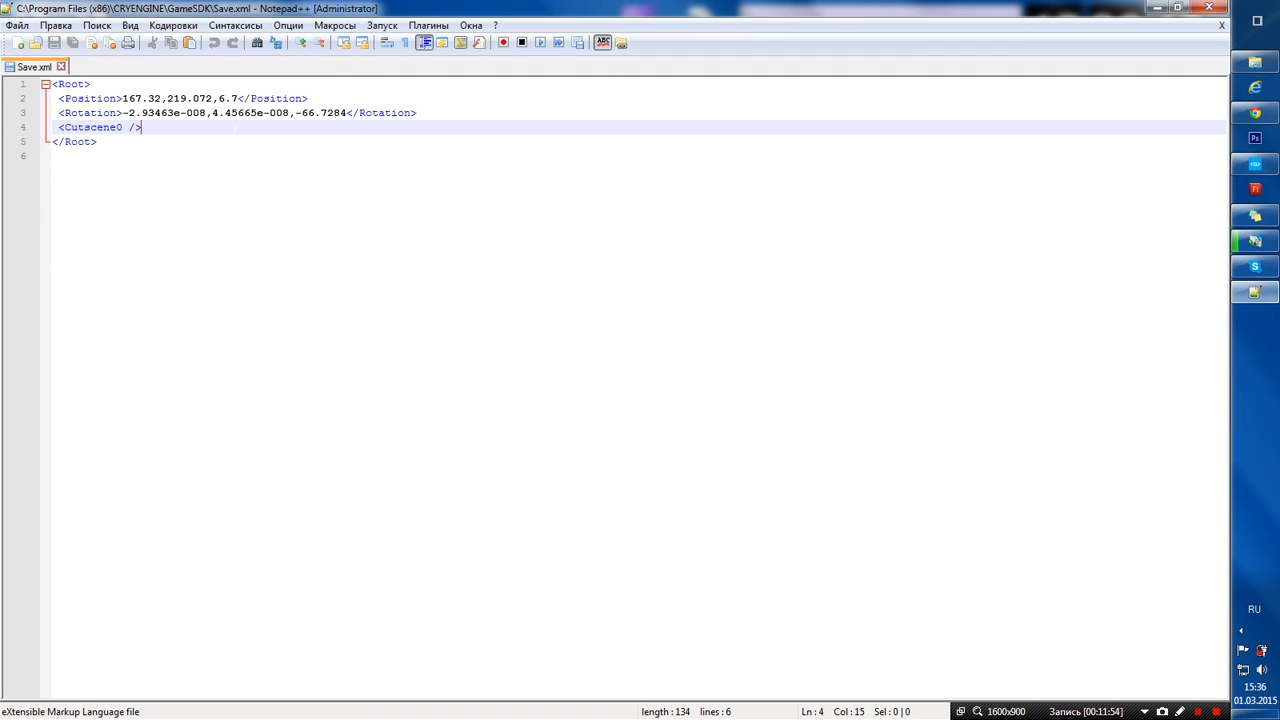 C:\Program Files (x86)\CRYENGINE\GameSDK\Save.xml - Notepad++ [Administrator]
Файл Правка Поиск Вид Кодировки Синтаксисы Опции Макросы Запуск Плагины Окна ? X
Save.xml
1 <Root>
2 <Position>167.32,219.072,6.7</Position>
3 <Rotation>-2.93463e-008,4.45665e-008,-66.7284</Rotation>
4 <Cutscene0 />
5 </Root>
6
ABC
Ps
Fl
S
RU
15:36
01.03.2015
eXtensible Markup Language file length : 134 lines : 6 Ln : 4 Col : 15 Sel : 0 | 0 1600x900 Запись [00:11:54]